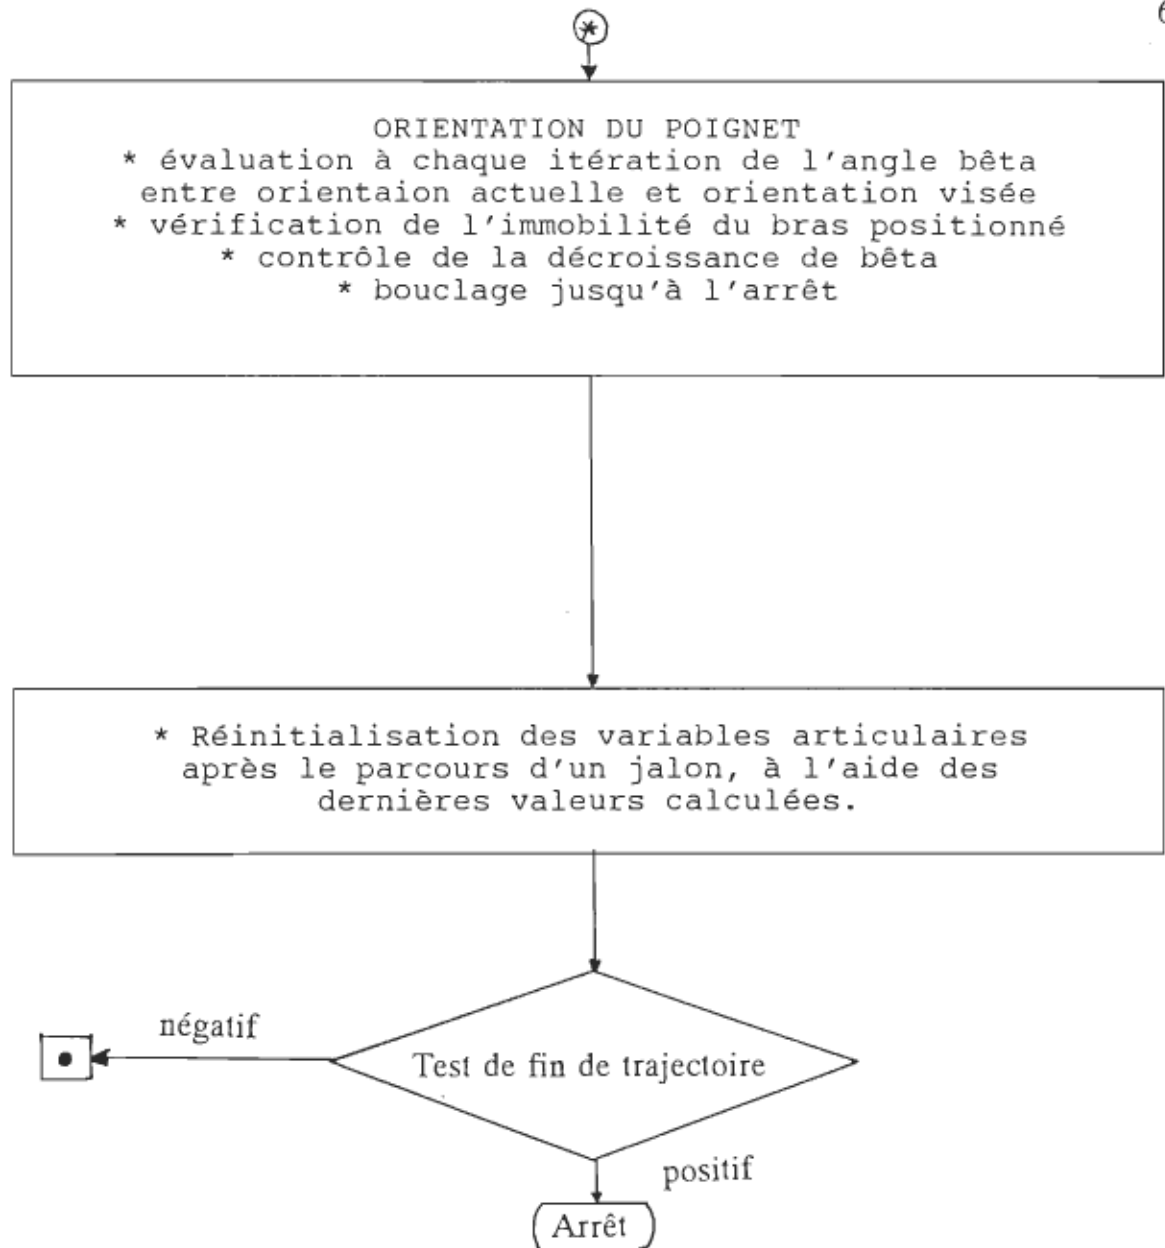 6
*
ORIENTATION DU POIGNET
* évaluation à chaque itération de l'angle bêta
entre orientaion actuelle et orientation visée
* vérification de l'immobilité du bras positionné
* contrôle de la décroissance de bêta
* bouclage jusqu'à l'arrêt
* Réinitialisation des variables articulaires
après le parcours d'un jalon, à l'aide des
dernières valeurs calculées.
négatif
Test de fin de trajectoire
positif
Arrêt